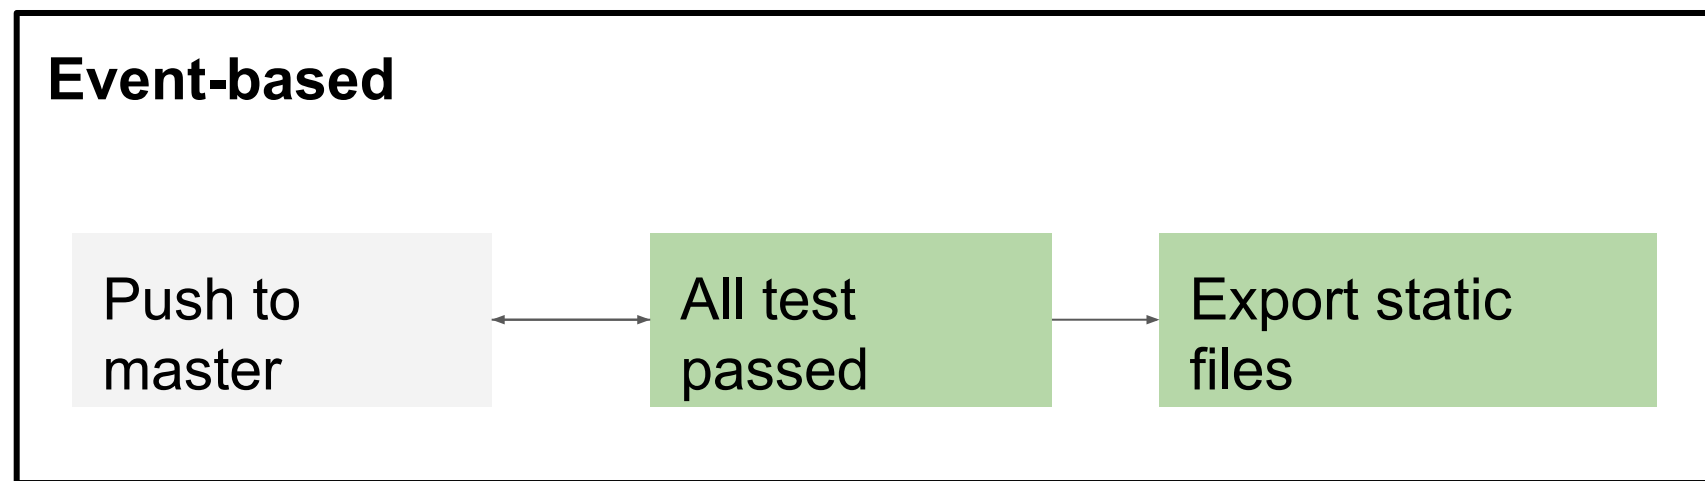 Event-based
Push to
master
All test
passed
Export static
files